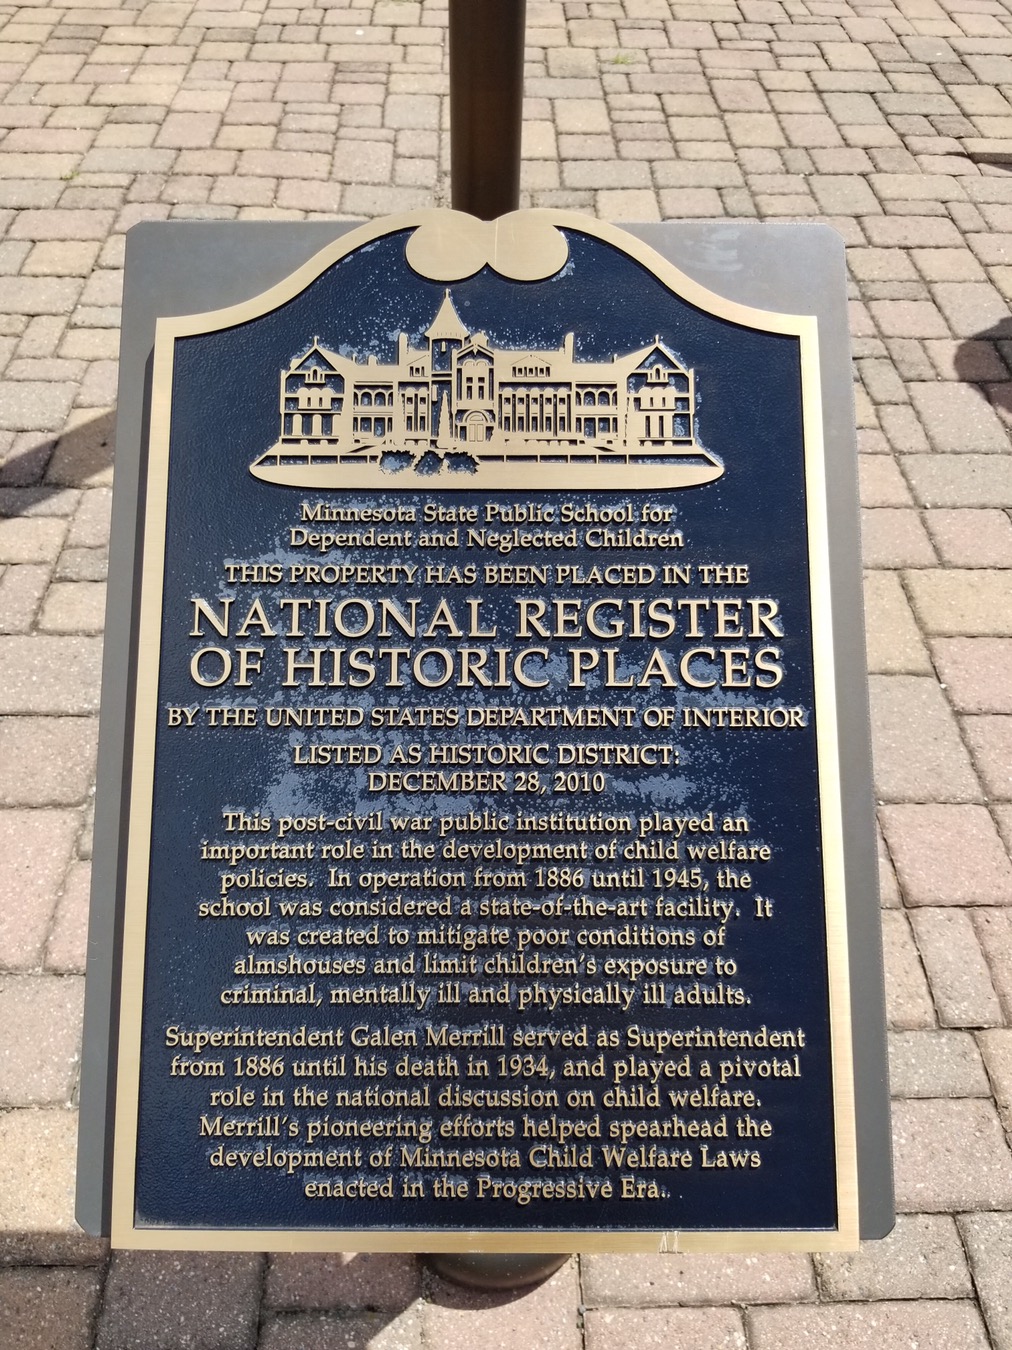 Minnesota State Public School for
Dependent and Neglected Children
THIS PROPERTY HAS BEEN PLACED IN THE
NATIONAL REGISTER
OF HISTORIC PLACES
BY THE UNITED STATES DEPARTMENT OF INTERIOR
LISTED AS HISTORIC DISTRICT:
DECEMBER 28, 2010
This post-civil war public institution played an
important role in the development of child welfare
policies. In operation from 1886 until 1945, the
school was considered a state-of-the-art facility. It
was created to mitigate poor conditions of
almshouses and limit children's exposure to
criminal, mentally ill and physically ill adults.
Superintendent Galen Merrill served as Superintendent
from 1886 until his death in 1934, and played a pivotal
role in the national discussion on child welfare.
Merrill's pioneering efforts helped spearhead the
development of Minnesota Child Welfare Laws
enacted in the Progressive Era.